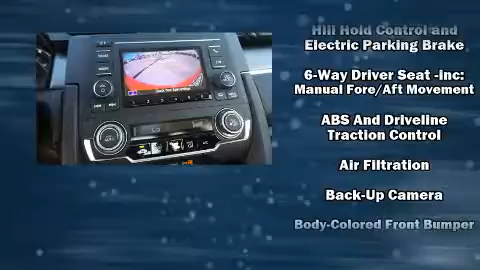 Hill Hold Control and
Electric Parking Brake
6-Way Driver Seat -inc:
Manual Fore/Aft Movement
ABS And Driveline
Traction Control
Air Filtration
Back-Up Camera
Body-Colored Front Bumper